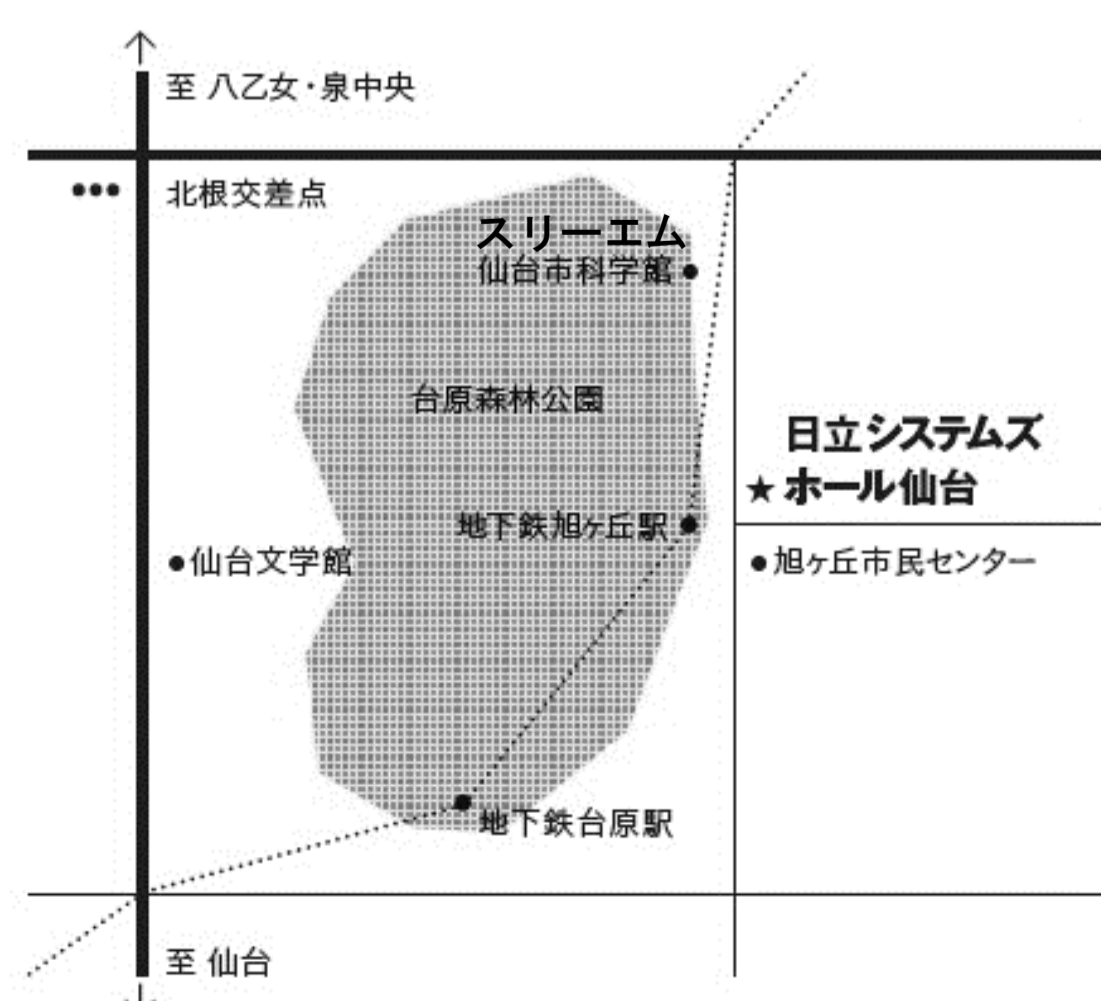 至 八乙女・泉中央
北根交差点
スリーエム
仙台市科学館
台原森林公園
日立システムズ
★ホール仙台
地下鉄旭ヶ丘駅
仙台文学館
旭ヶ丘市民センター
地下鉄台原駅
至 仙台